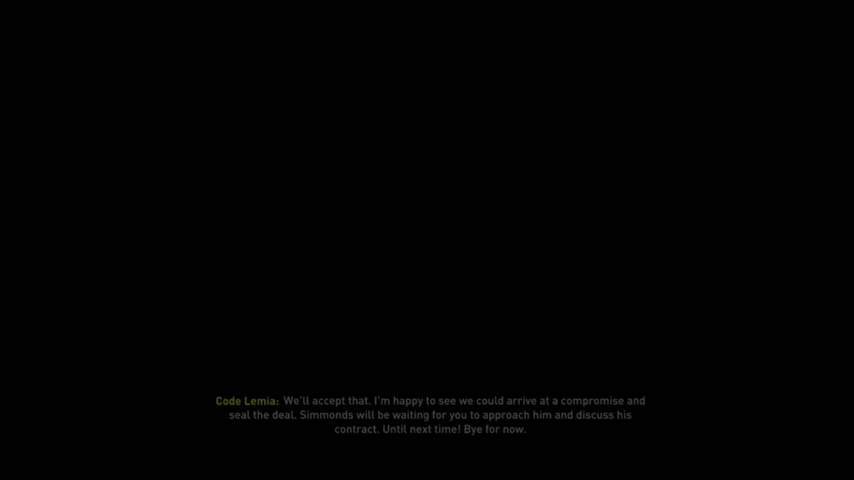 Code Lemia: We'll accept that. I'm happy to see we could arrive at a compromise and
seal the deal. Simmonds will be waiting for you to approach him and discuss his
contract. Until next time! Bye for now.